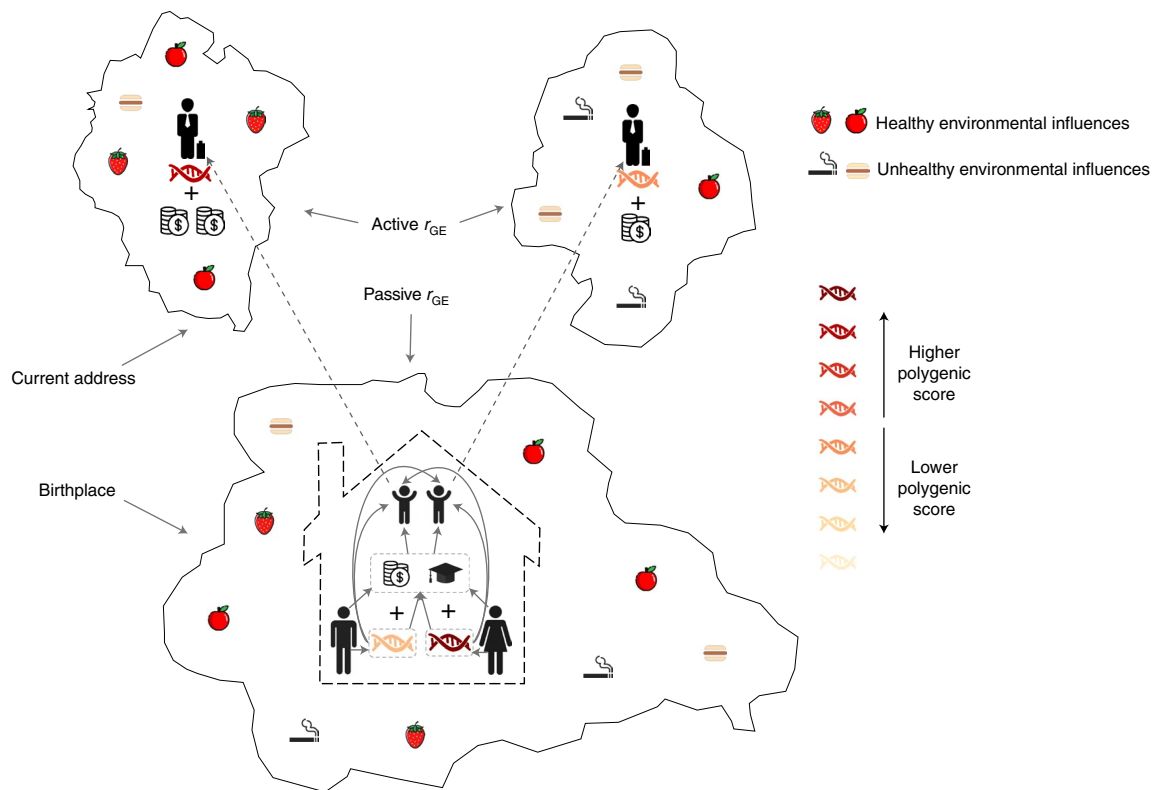 Healthy environmental influences
Unhealthy environmental influences
Active rGE
Passive rGE
Current address
Higher
polygenic
score
Lower
polygenic
score
Birthplace
$ $
+
$
+
$
+ +